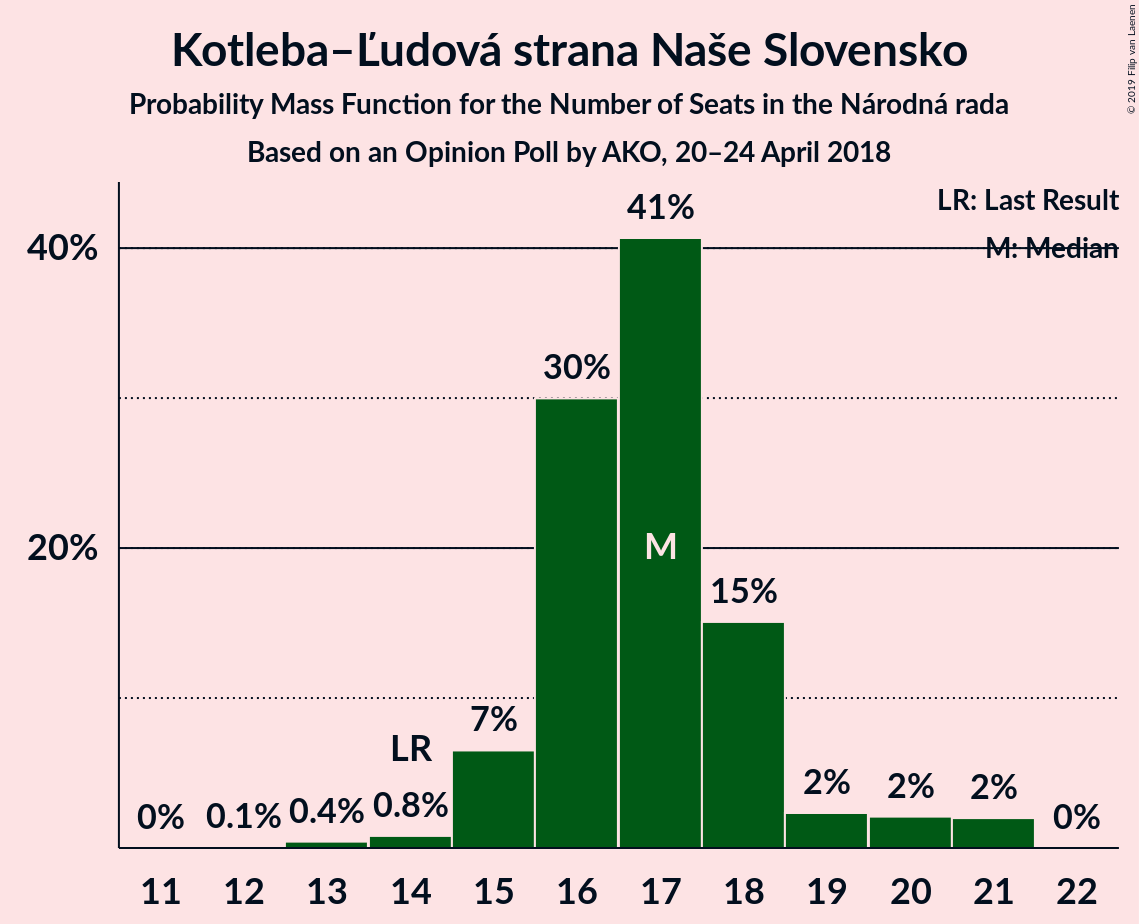 Kotleba–Ľudová strana Naše Slovensko
Probability Mass Function for the Number of Seats in the Národná rada
Based on an Opinion Poll by AKO, 20–24 April 2018
© 2019 Filip van Laenen
LR: Last Result
M: Median
40%
20%
0%
0.1%
0.4%
0.8%
LR
7%
30%
41%
M
15%
2%
2%
2%
0%
11 12 13 14 15 16 17 18 19 20 21 22